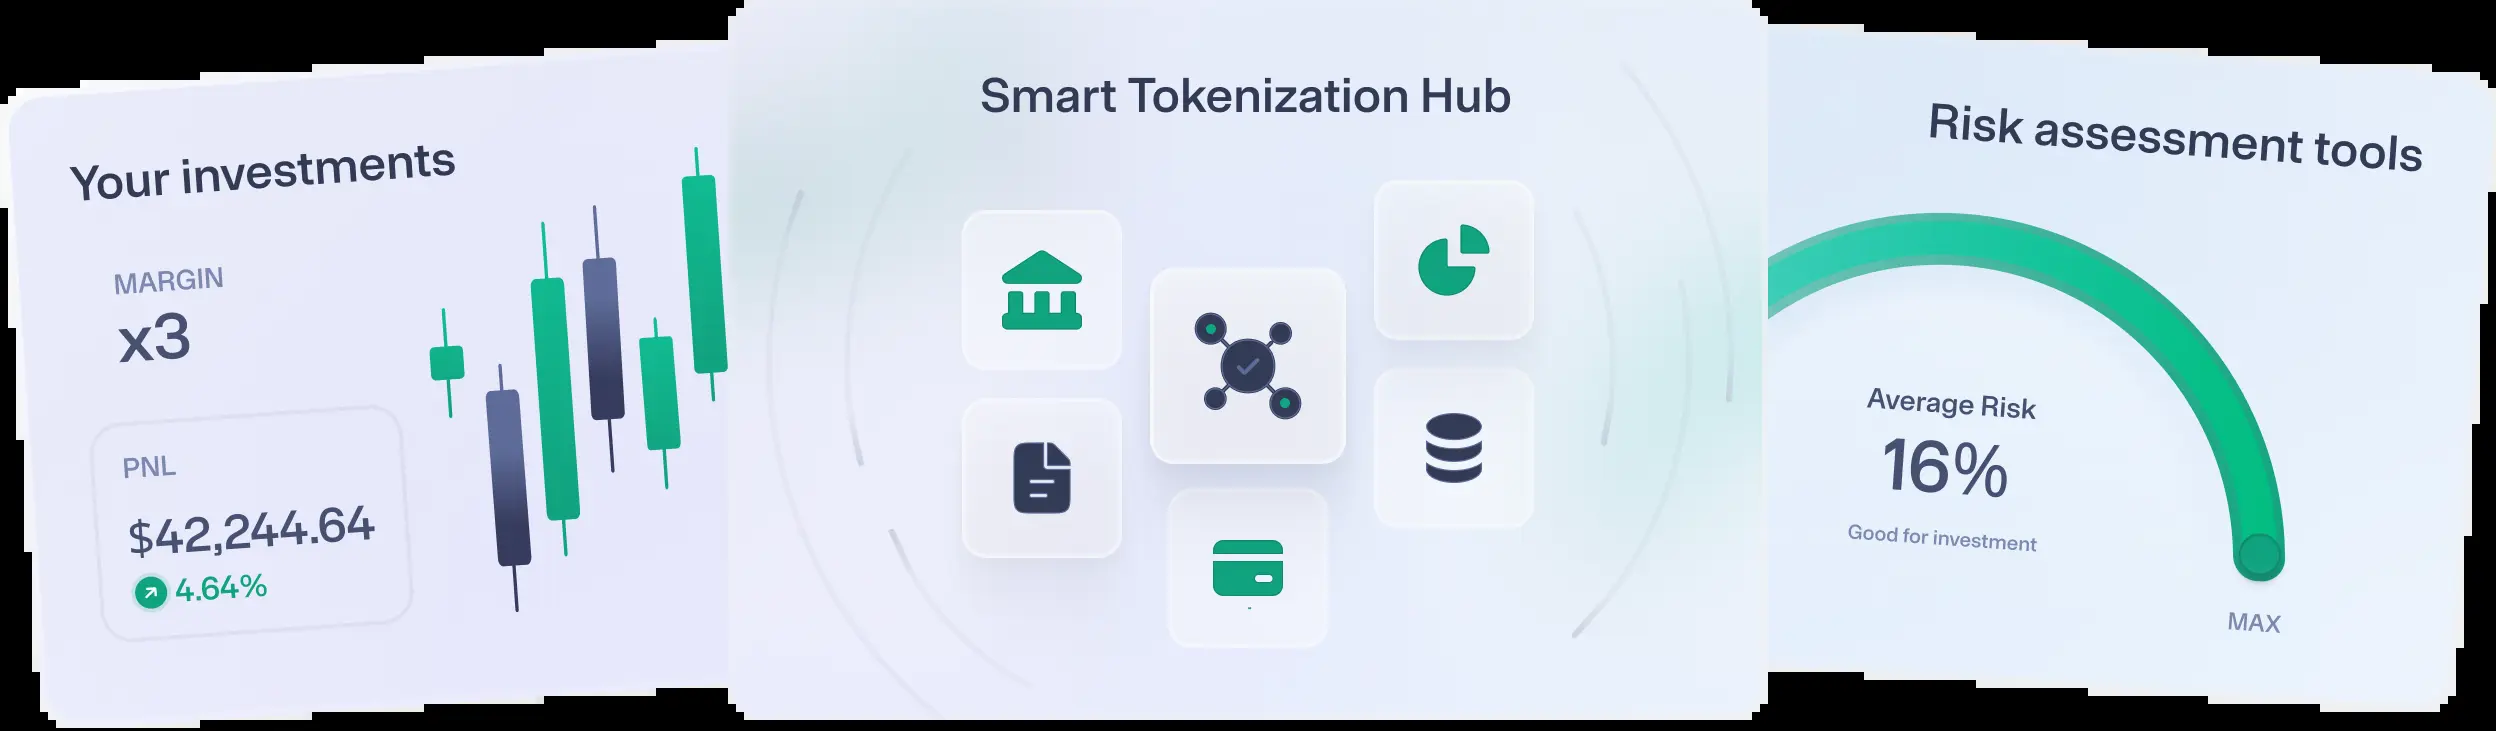 Your investments
MARGIN
x3
PNL
$42,244.64
4.64%
Smart Tokenization Hub
Risk assessment tools
Average Risk
16%
Good for investment
MAX